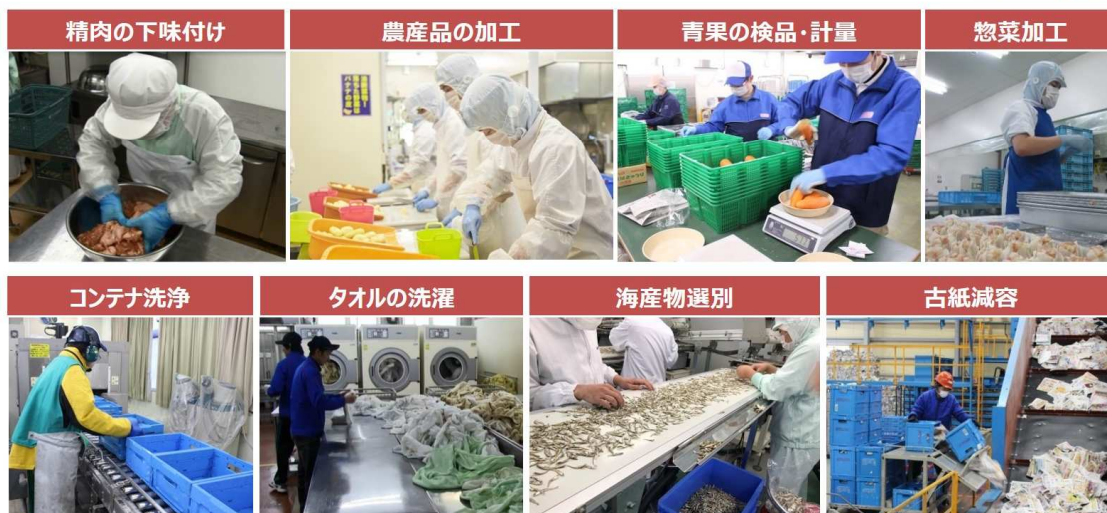 精肉の下味付け
農産品の加工
青果の検品・計量
惣菜加工
コンテナ洗浄
タオルの洗濯
海産物選別
古紙減容